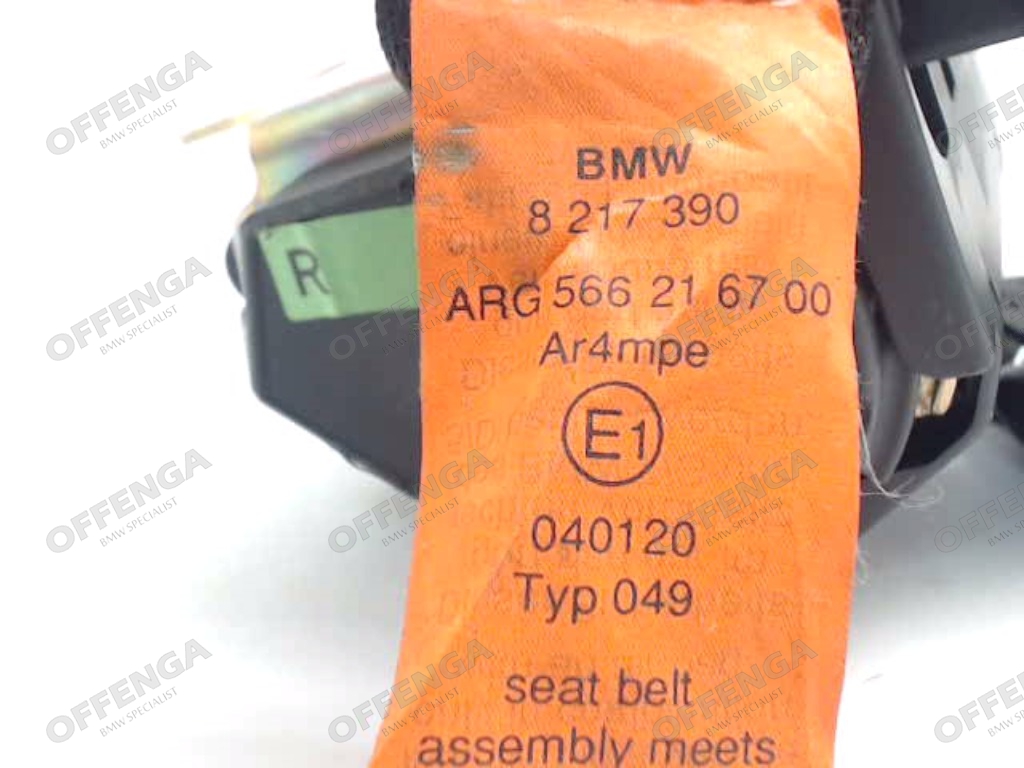 BMW
8 217 390
R
ARG 566 21 67 00
Ar4mpe
E1
040120
Typ 049
seat belt
assembly meets
OFFENGA
BMW SPECIALIST